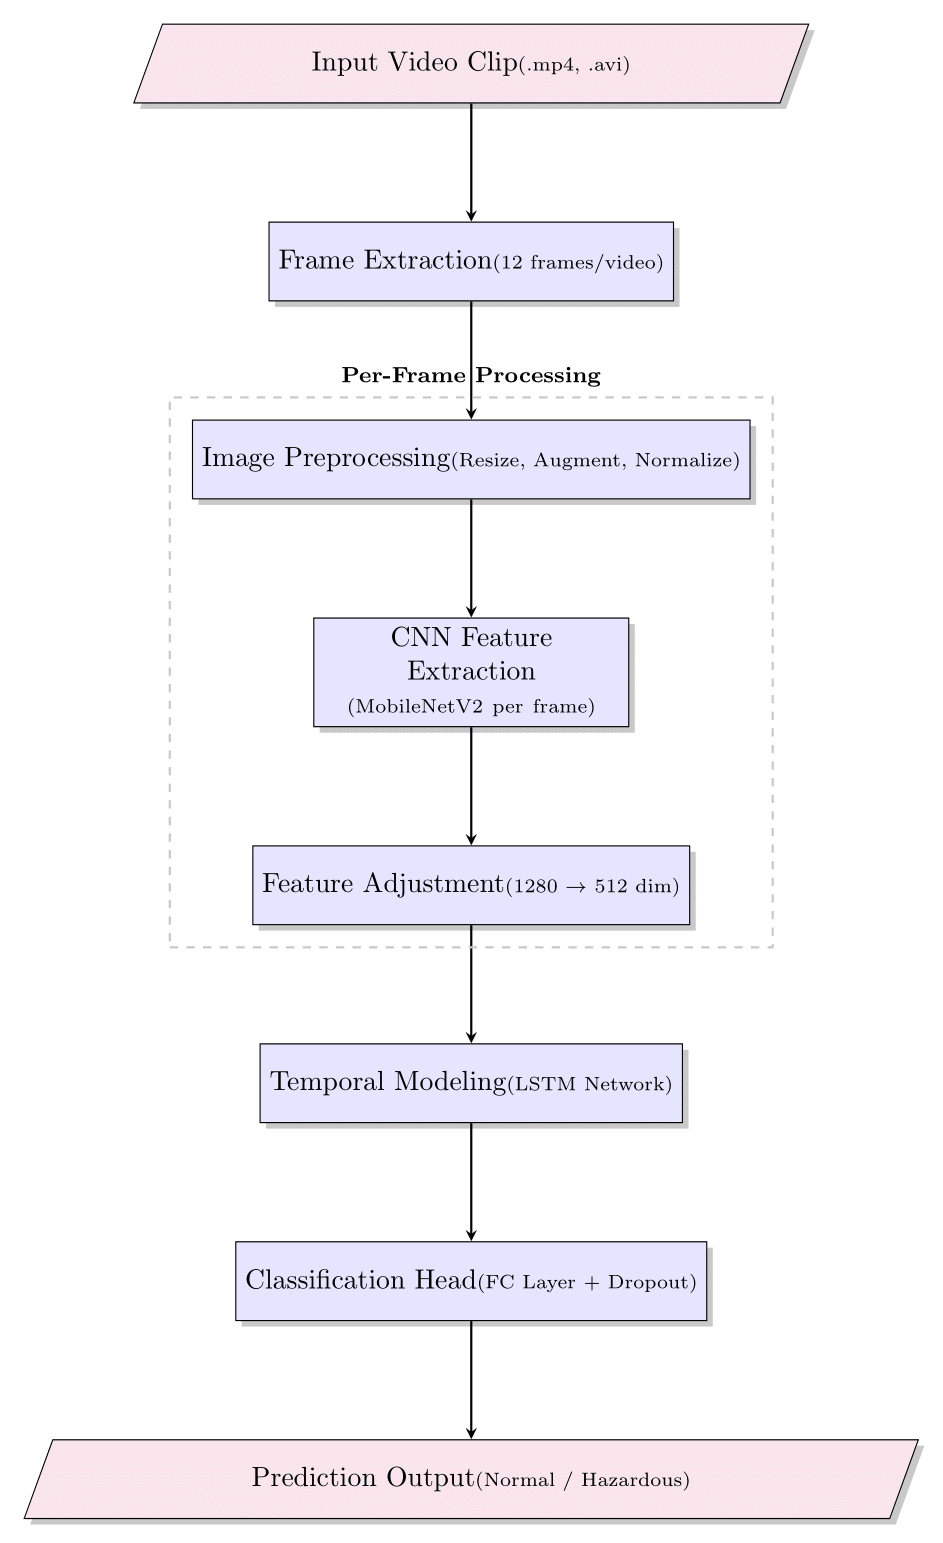 Input Video Clip(.mp4, .avi)
Frame Extraction(12 frames/video)
Per-Frame Processing
Image Preprocessing(Resize, Augment, Normalize)
CNN Feature
Extraction
(MobileNetV2 per frame)
Feature Adjustment(1280 → 512 dim)
Temporal Modeling(LSTM Network)
Classification Head(FC Layer + Dropout)
Prediction Output(Normal / Hazardous)